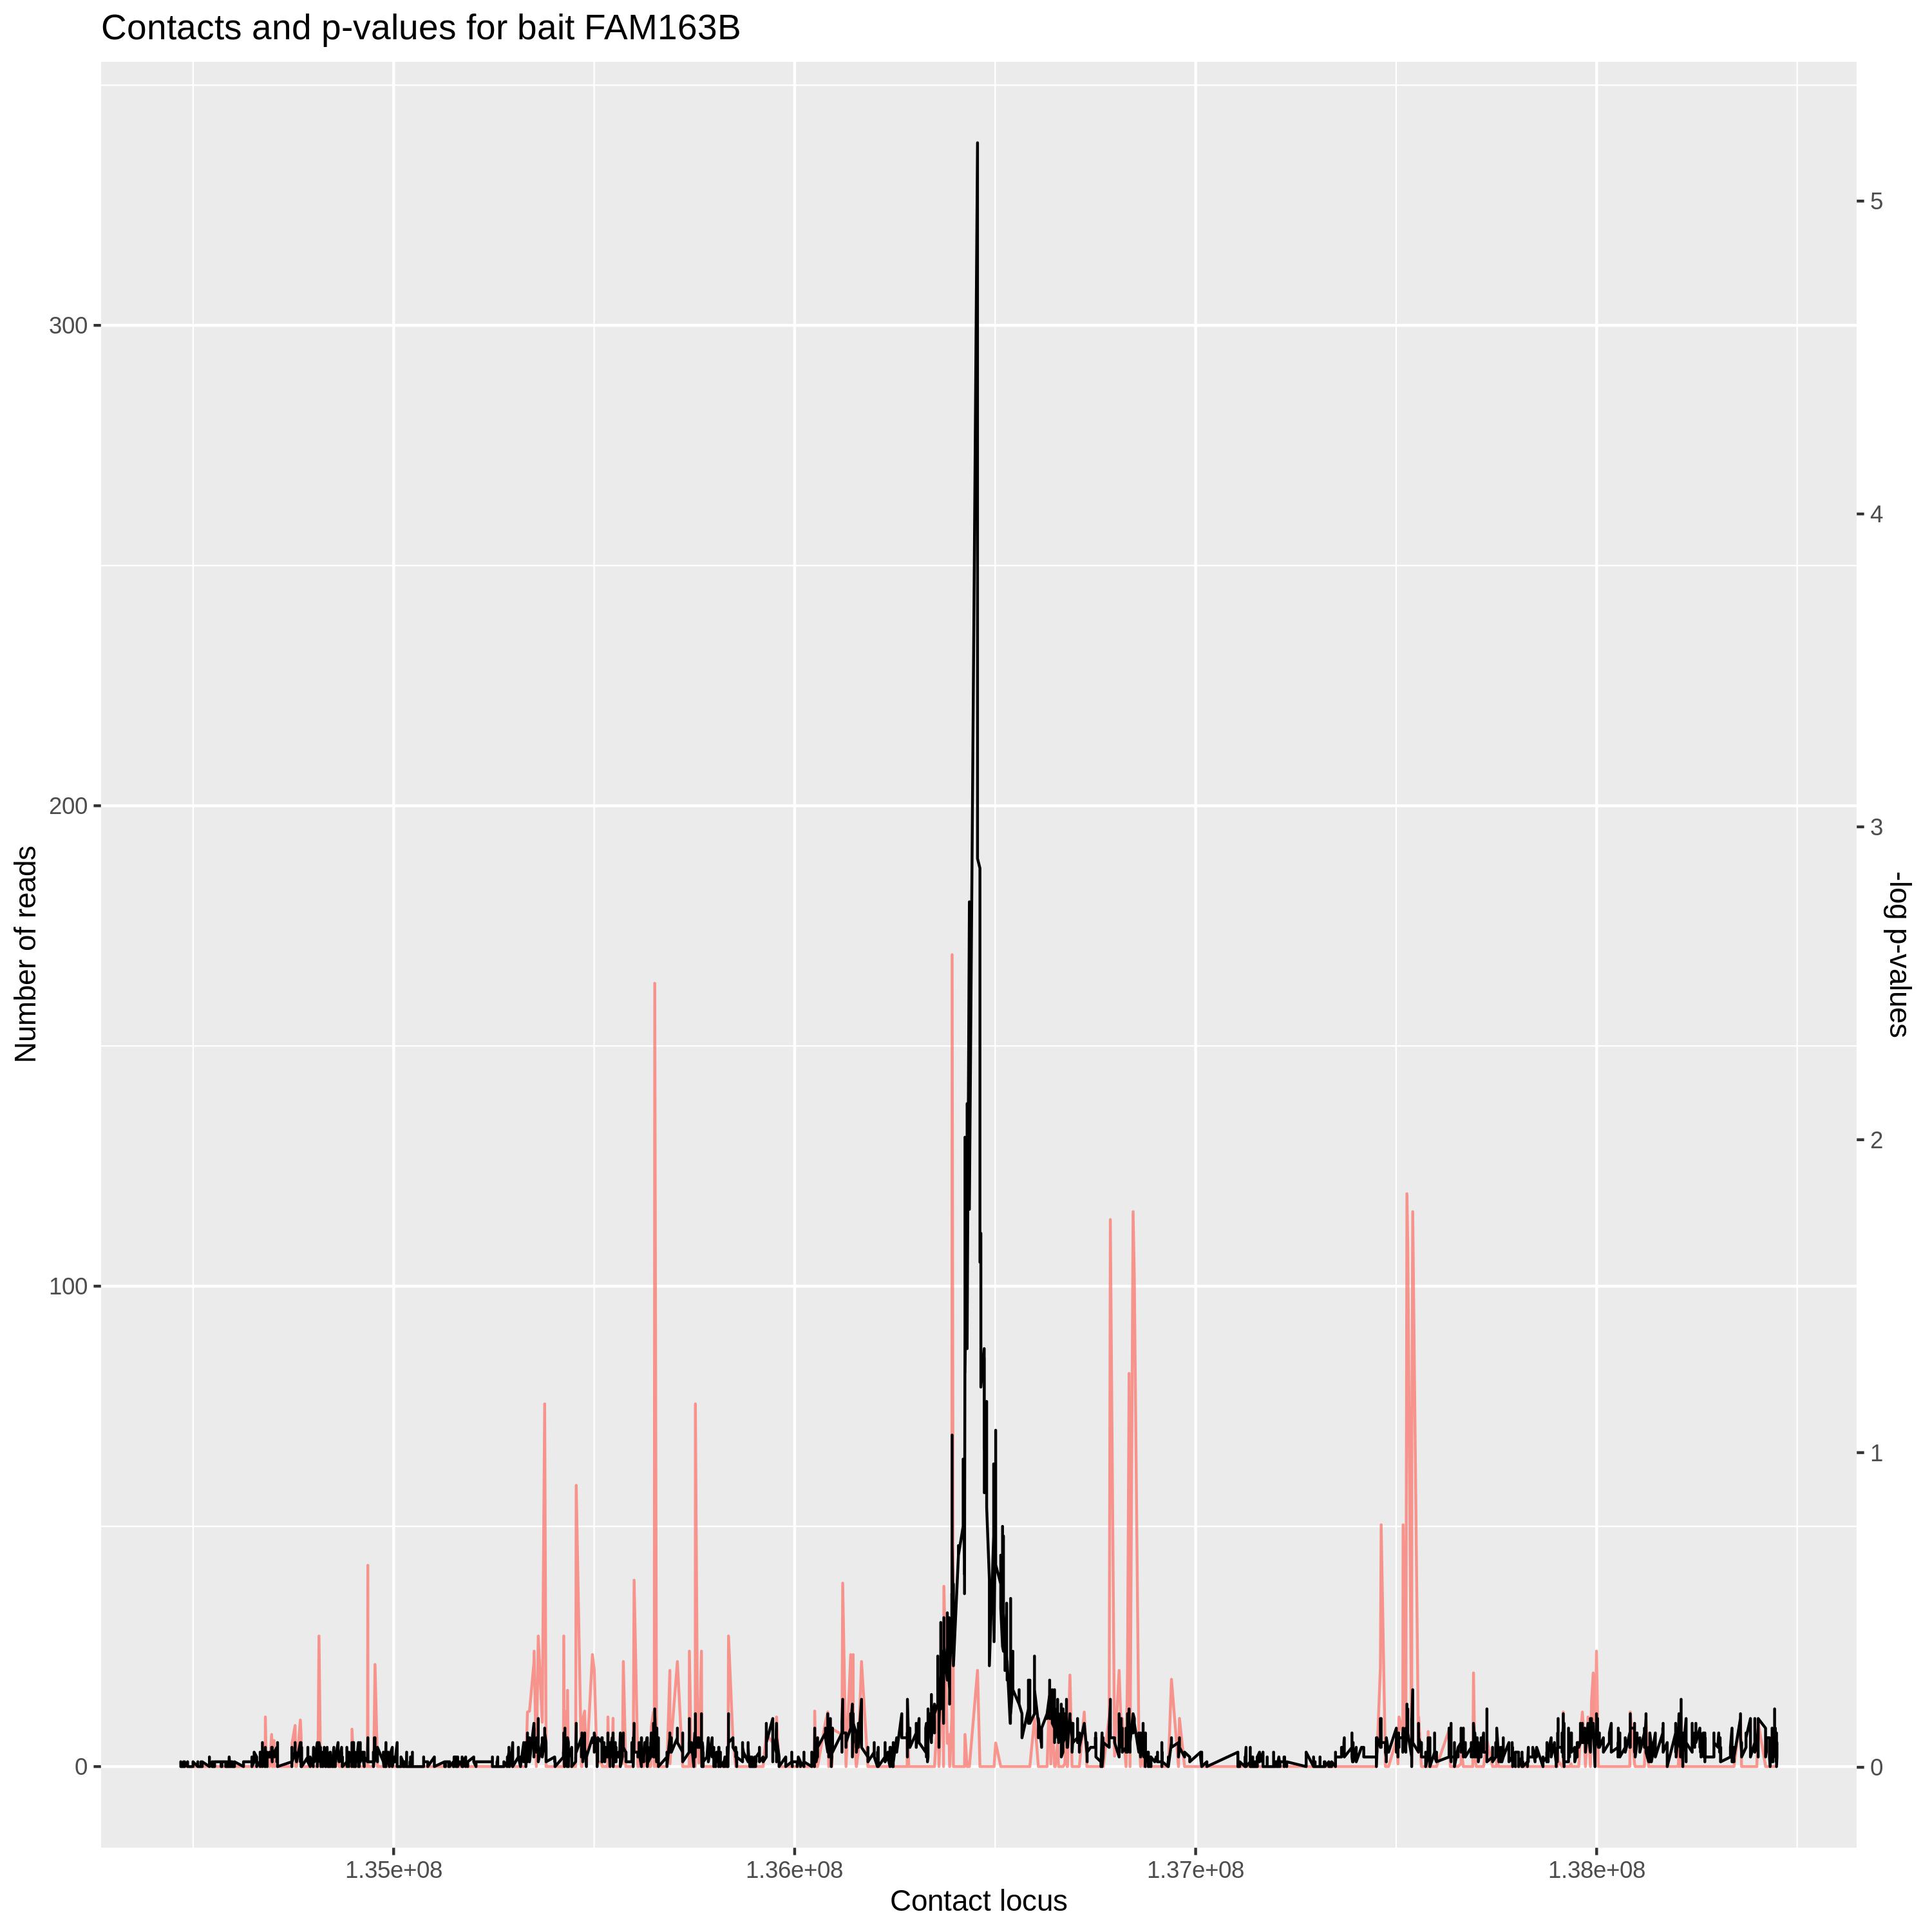 Contacts and p-values for bait FAM163B
Number of reads
300
200
100
0
5
4
3
2
1
0
-log p-values
1.35e+08
1.36e+08
1.37e+08
1.38e+08
Contact locus